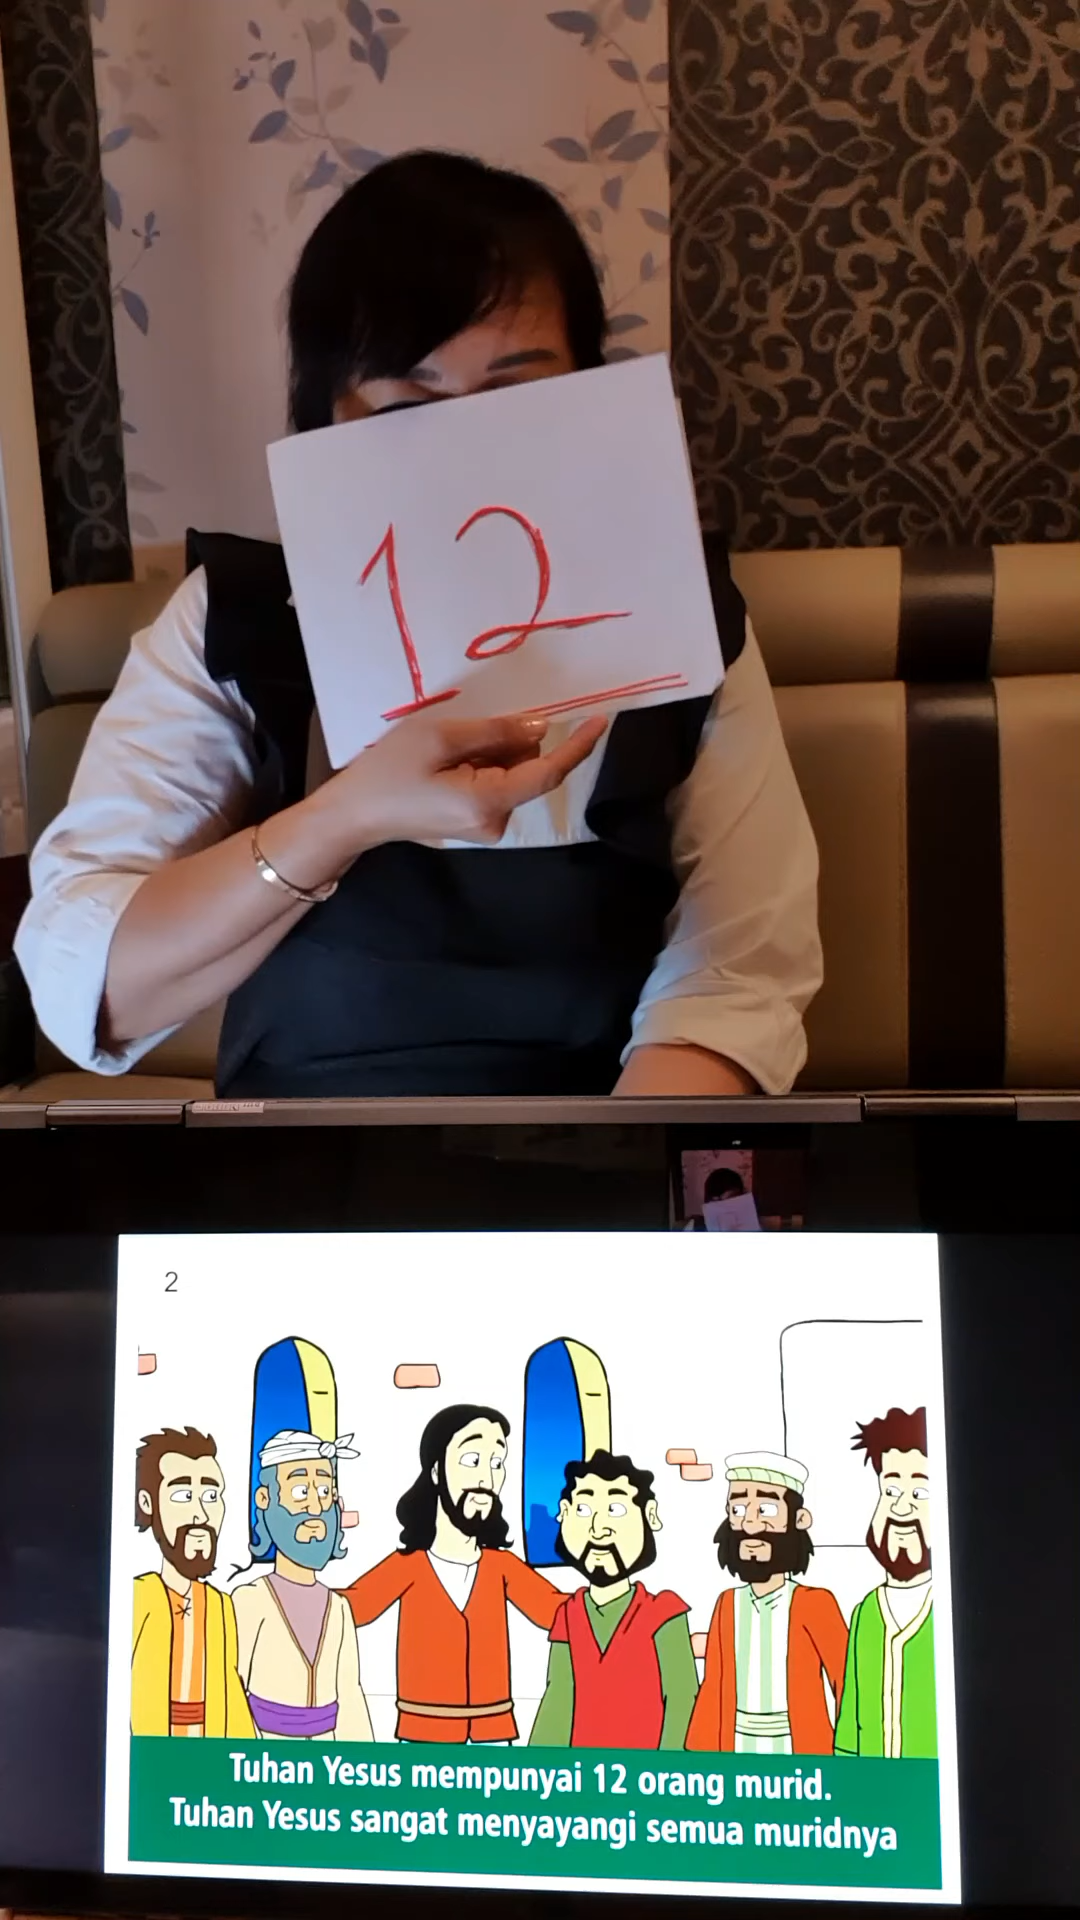 12
2
Tuhan Yesus mempunyai 12 orang murid.
Tuhan Yesus sangat menyayangi semua muridnya